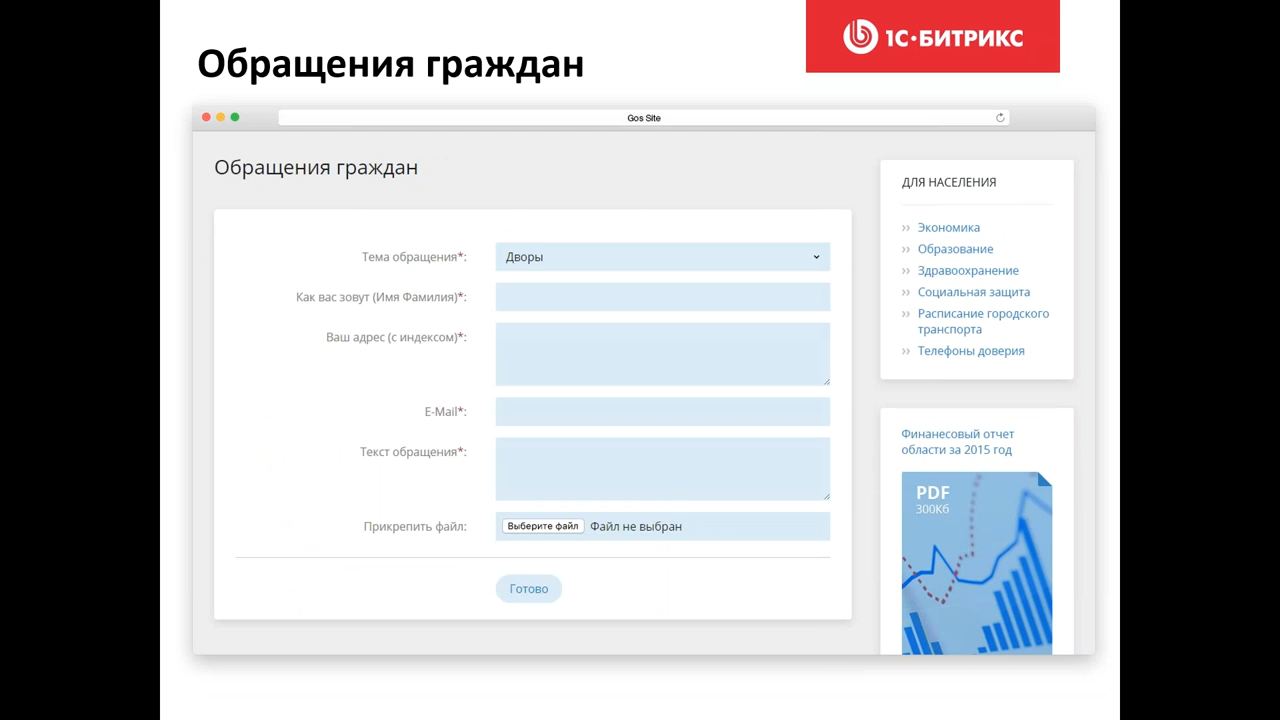 Обращения граждан
1С·БИТРИКС
Gos Site
Обращения граждан
Тема обращения*:
Дворы
Как вас зовут (Имя Фамилия)*:
Ваш адрес (с индексом)*:
E-Mail*:
Текст обращения*:
Прикрепить файл:
Выберите файл Файл не выбран
Готово
ДЛЯ НАСЕЛЕНИЯ
›› Экономика
›› Образование
›› Здравоохранение
›› Социальная защита
›› Расписание городского
транспорта
›› Телефоны доверия
Финанесовый отчет
области за 2015 год
PDF
300Кб